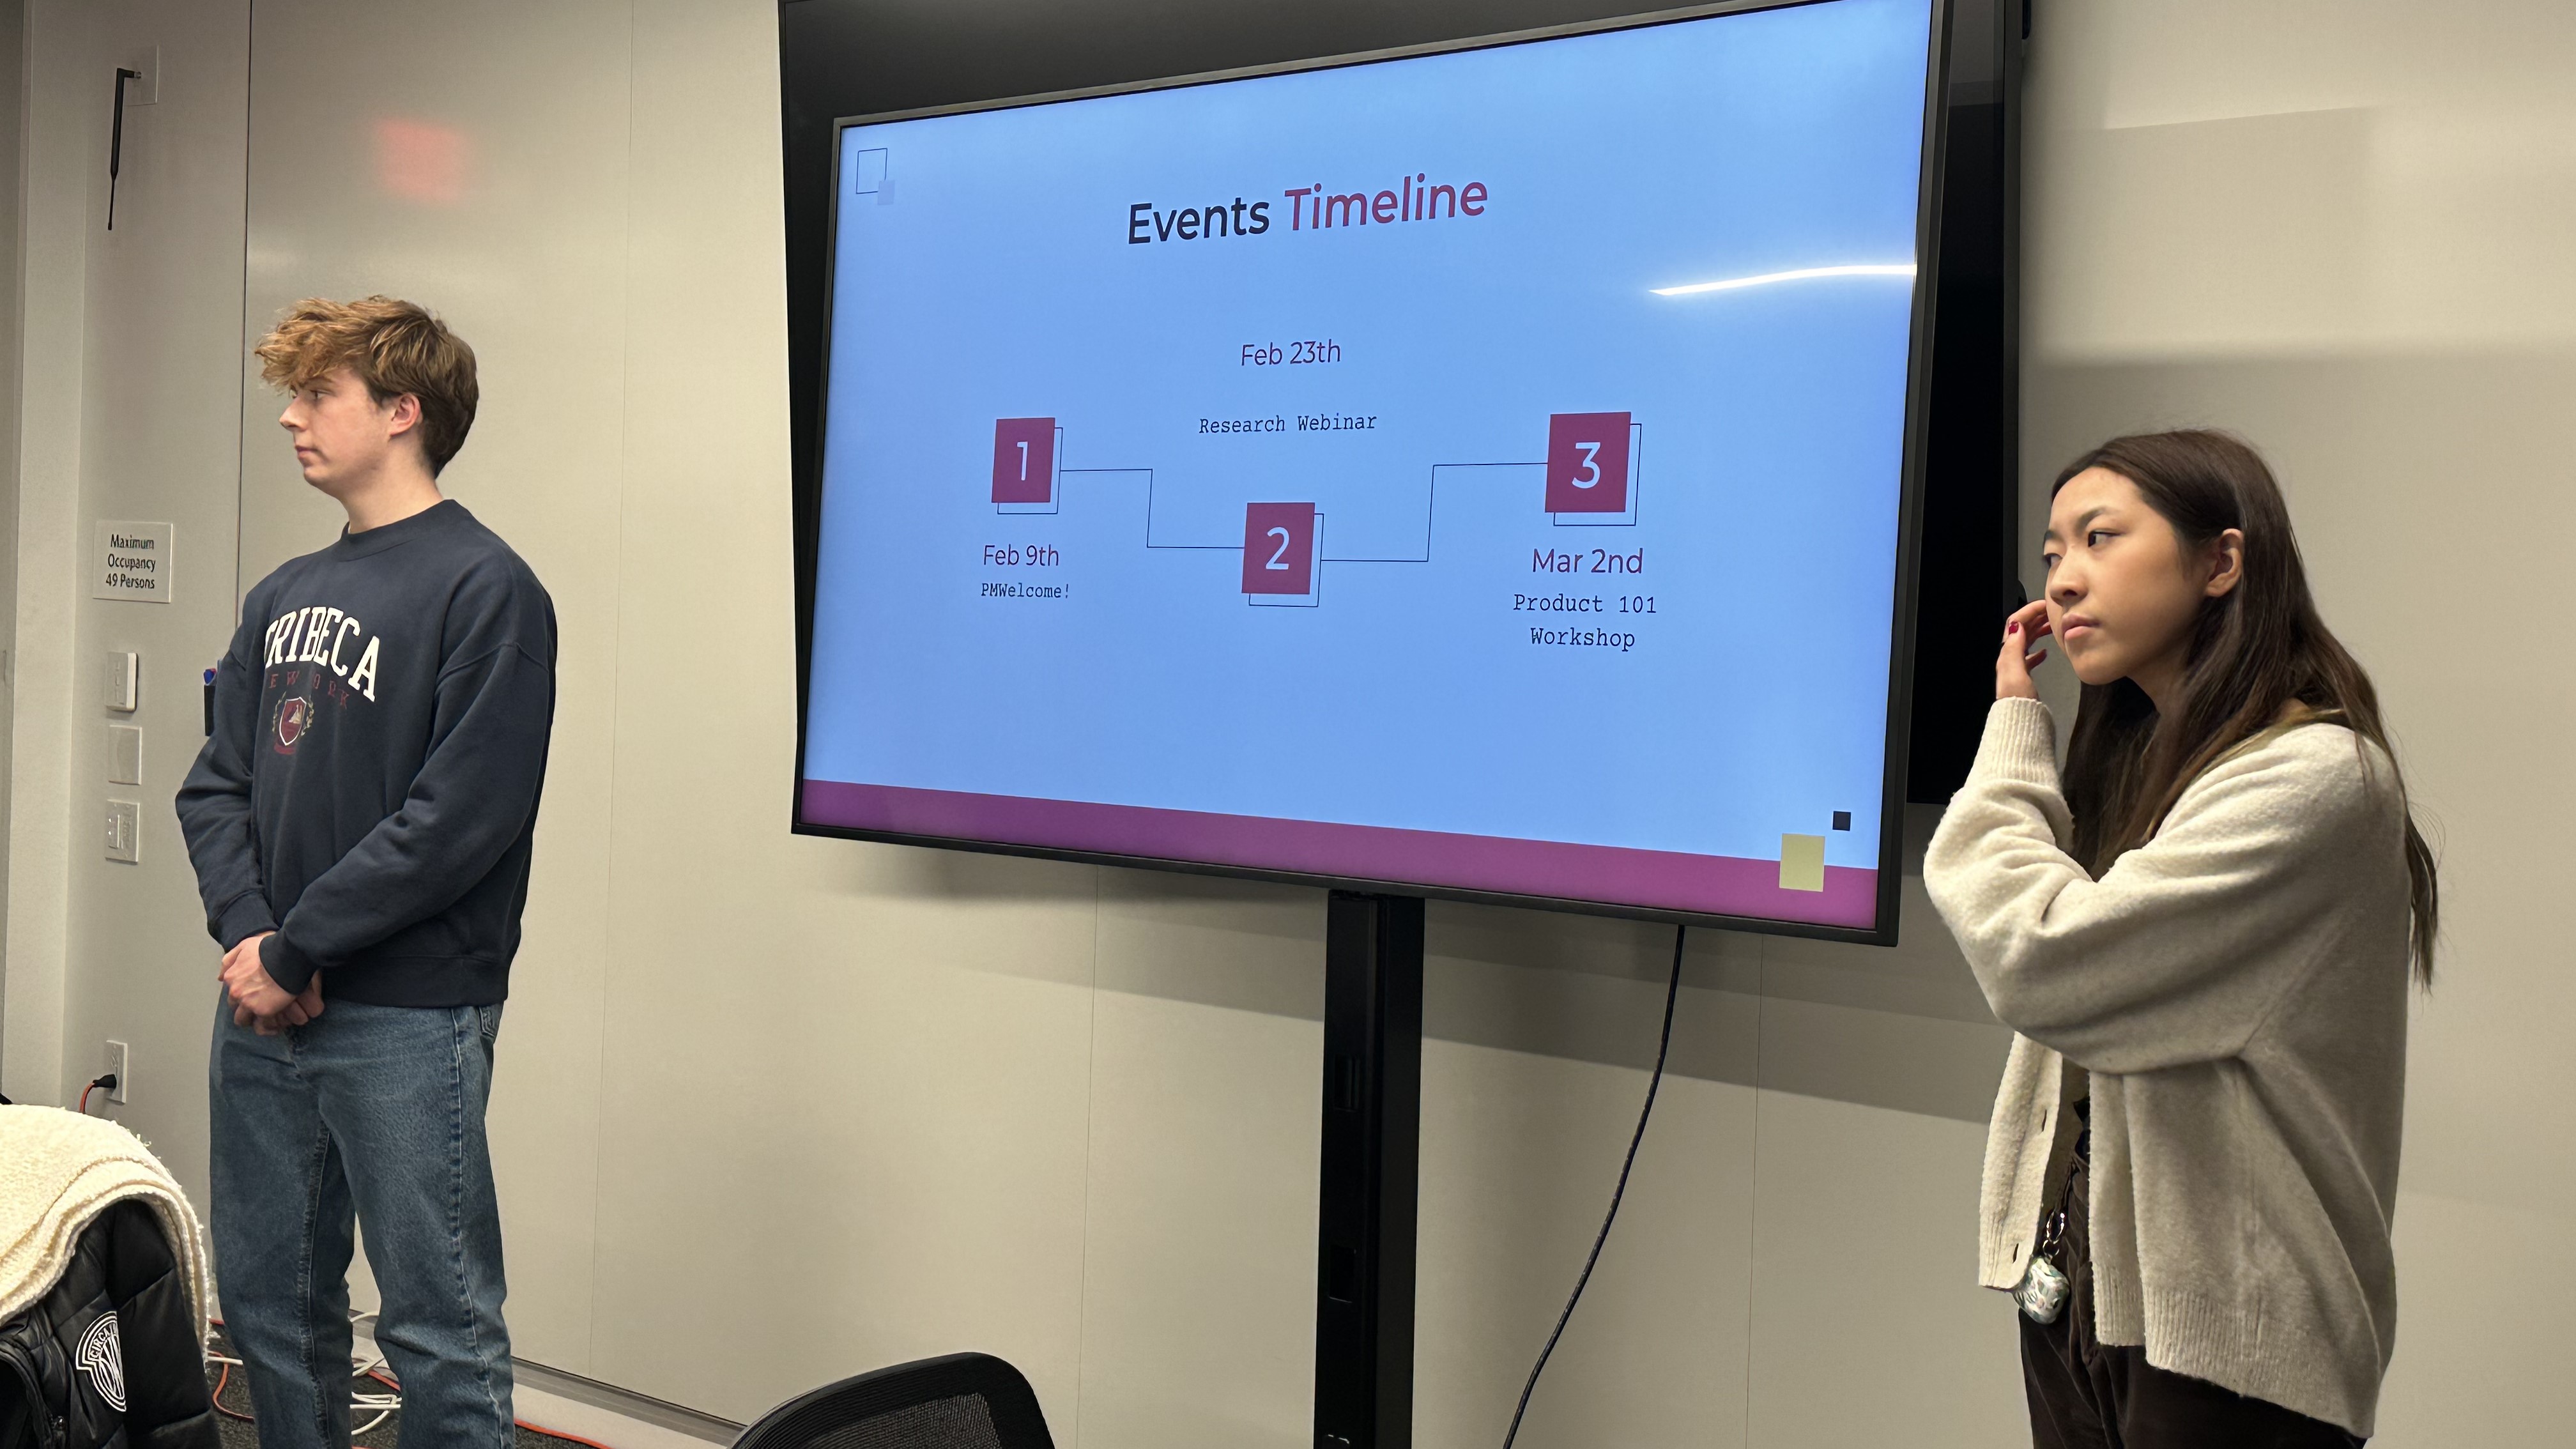 Events Timeline
Feb 23th
Research Webinar
1
2
3
Feb 9th
PMWelcome!
Mar 2nd
Product 101
Workshop
Maximum
Occupancy
49 Persons
RIBECA
EW ORK
CIRCA